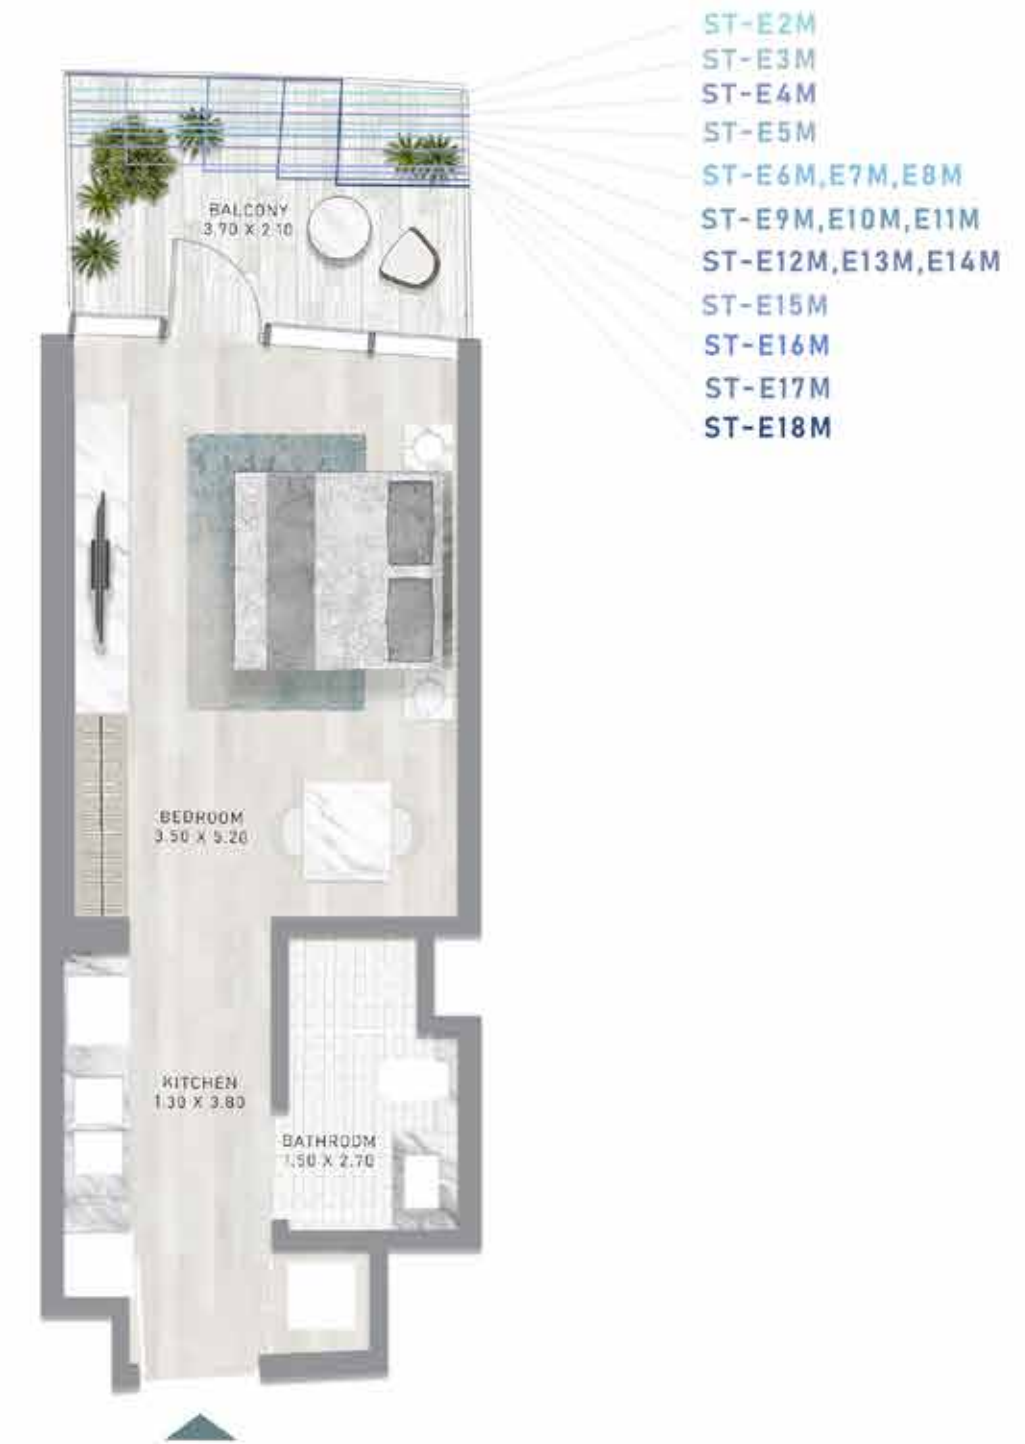 ST-E2M
ST-E3M
ST-E4M
ST-E5M
ST-E6M,E7M,E8M
ST-E9M,E10M,E11M
ST-E12M,E13M,E14M
ST-E15M
ST-E16M
ST-E17M
ST-E18M
BALCONY
3.70 X 2.10
BEDROOM
3.50 X 5.20
KITCHEN
1.30 X 3.80
BATHROOM
1.50 X 2.70